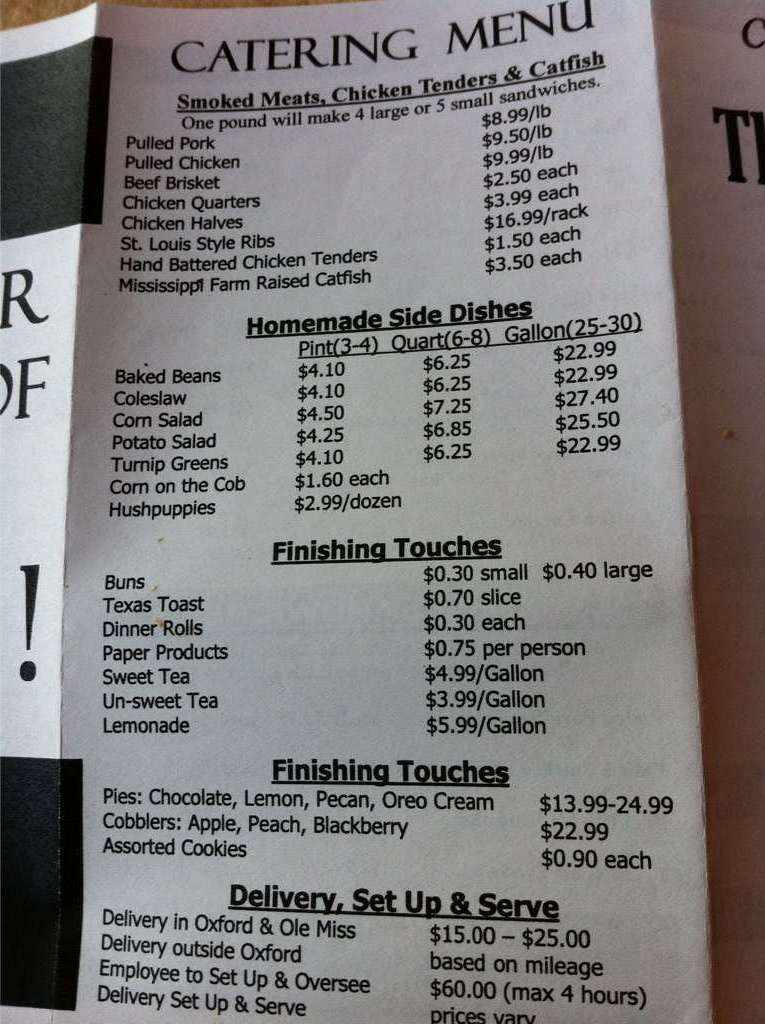 CATERING MENU
Smoked Meats, Chicken Tenders & Catfish
One pound will make 4 large or 5 small sandwiches.
Pulled Pork $8.99/lb
Pulled Chicken $9.50/lb
Beef Brisket $9.99/lb
Chicken Quarters $2.50 each
Chicken Halves $3.99 each
St. Louis Style Ribs $16.99/rack
Hand Battered Chicken Tenders $1.50 each
Mississippi Farm Raised Catfish $3.50 each
Homemade Side Dishes
Pint(3-4) Quart(6-8) Gallon(25-30)
Baked Beans $4.10 $6.25 $22.99
Coleslaw $4.10 $6.25 $22.99
Corn Salad $4.50 $7.25 $27.40
Potato Salad $4.25 $6.85 $25.50
Turnip Greens $4.10 $6.25 $22.99
Corn on the Cob $1.60 each
Hushpuppies $2.99/dozen
Finishing Touches
Buns $0.30 small $0.40 large
Texas Toast $0.70 slice
Dinner Rolls $0.30 each
Paper Products $0.75 per person
Sweet Tea $4.99/Gallon
Un-sweet Tea $3.99/Gallon
Lemonade $5.99/Gallon
Finishing Touches
Pies: Chocolate, Lemon, Pecan, Oreo Cream $13.99-24.99
Cobblers: Apple, Peach, Blackberry $22.99
Assorted Cookies $0.90 each
Delivery, Set Up & Serve
Delivery in Oxford & Ole Miss $15.00 – $25.00
Delivery outside Oxford based on mileage
Employee to Set Up & Oversee $60.00 (max 4 hours)
Delivery Set Up & Serve prices vary
R
OF
!
C